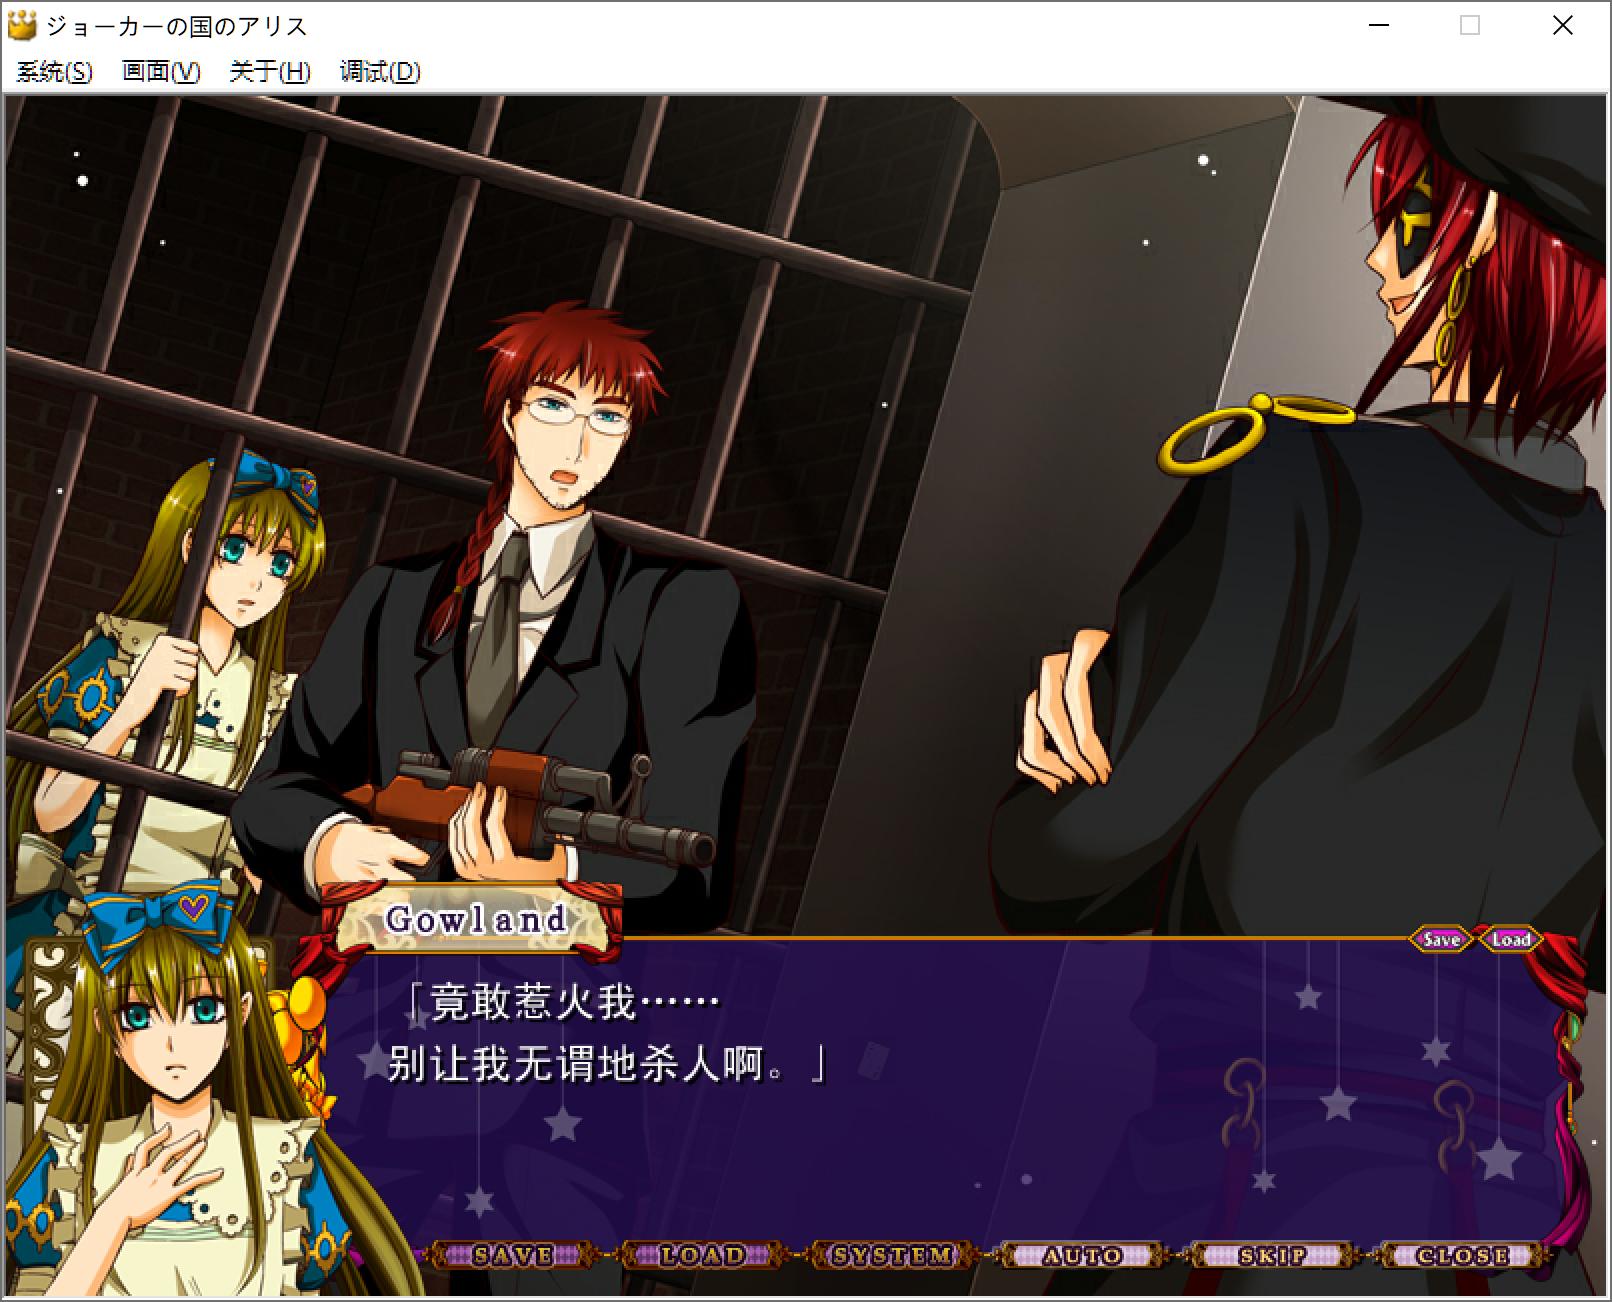 ジョーカーの国のアリス
系统(S) 画面(V) 关于(H) 调试(D)
Gowland
Save Load
「竟敢惹火我……
别让我无谓地杀人啊。」
SAVE LOAD SYSTEM AUTO SKIP CLOSE